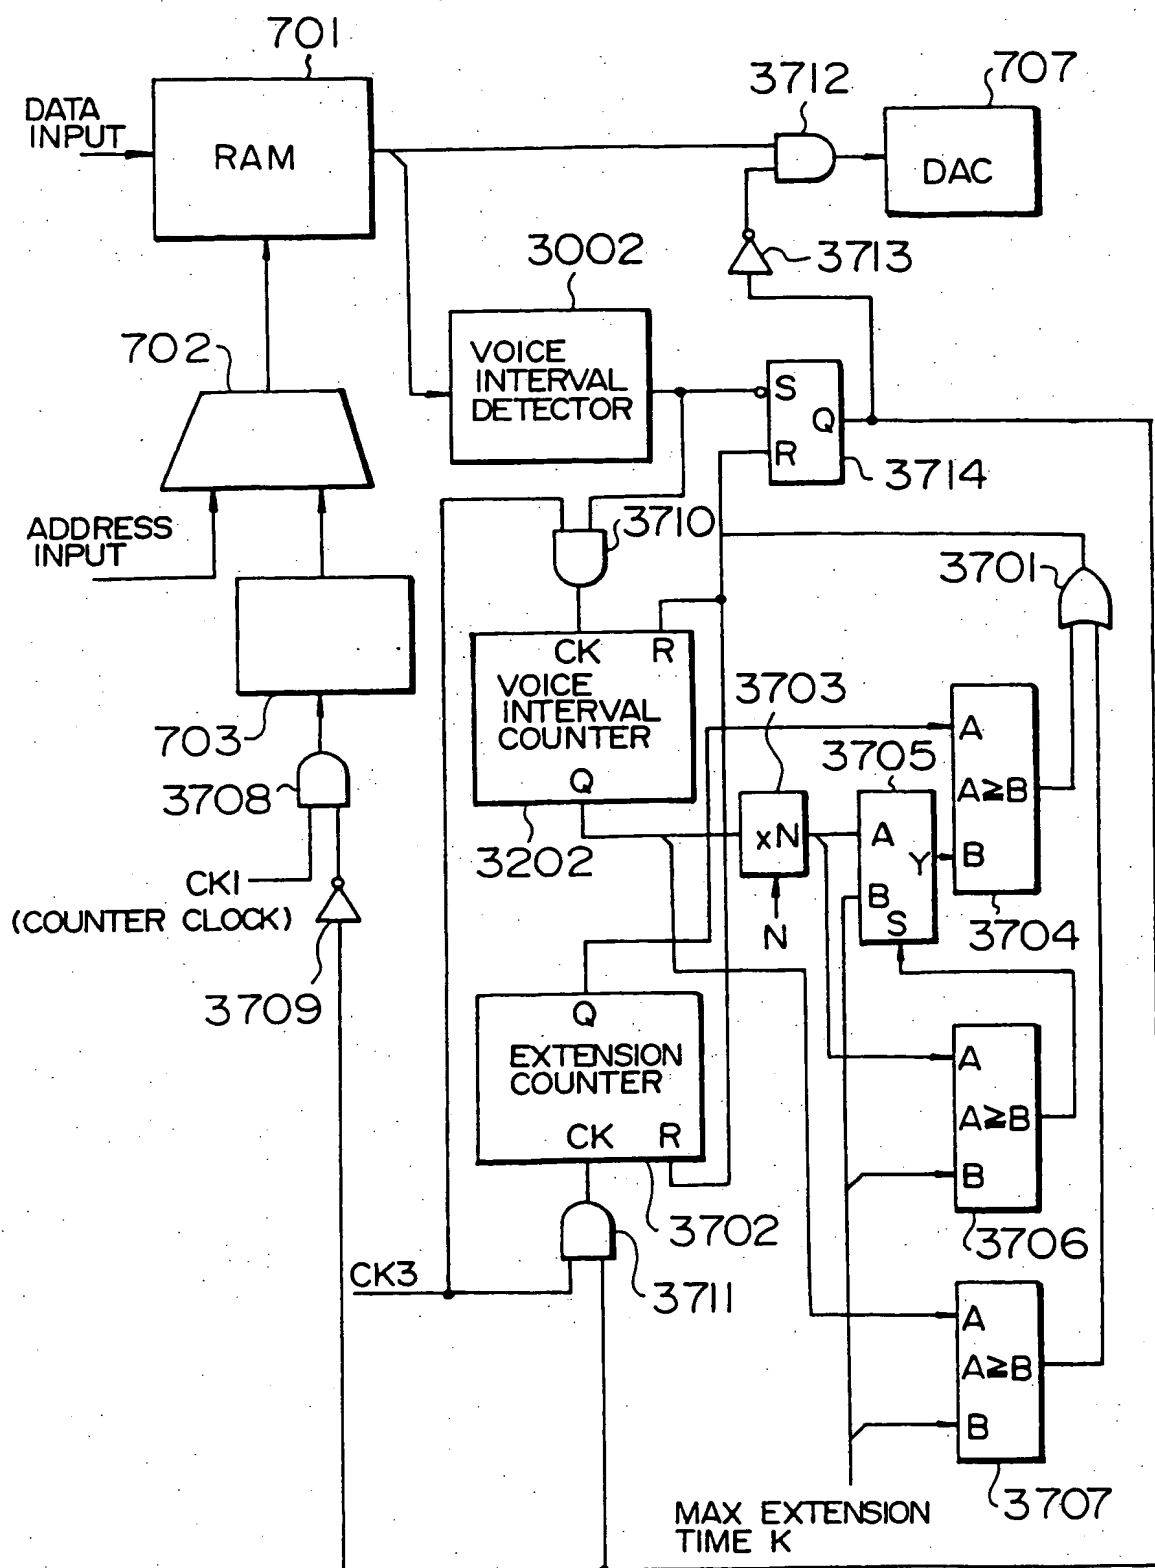 701
3712
707
DATA
INPUT
RAM
DAC
3713
3002
702
VOICE
INTERVAL
DETECTOR
S
Q
R
3714
ADDRESS
INPUT
3710
3701
CK R
VOICE
INTERVAL
COUNTER
Q
3703
703
3708
3705
A
A≧B
B
3704
3202
xN
A
Y
B
S
N
CK1
(COUNTER CLOCK)
3709
Q
EXTENSION
COUNTER
CK R
3702
A
A≧B
B
3706
CK3
3711
A
A≧B
B
3707
MAX EXTENSION
TIME K